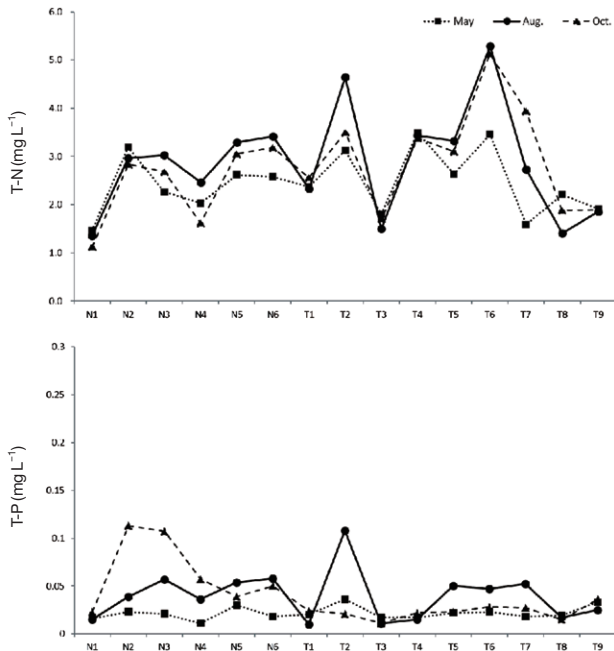 May Aug. Oct.
6.0
5.0
4.0
3.0
2.0
1.0
0.0
T-N (mg L⁻¹)
N1 N2 N3 N4 N5 N6 T1 T2 T3 T4 T5 T6 T7 T8 T9
0.3
0.25
0.2
0.15
0.1
0.05
0
T-P (mg L⁻¹)
N1 N2 N3 N4 N5 N6 T1 T2 T3 T4 T5 T6 T7 T8 T9